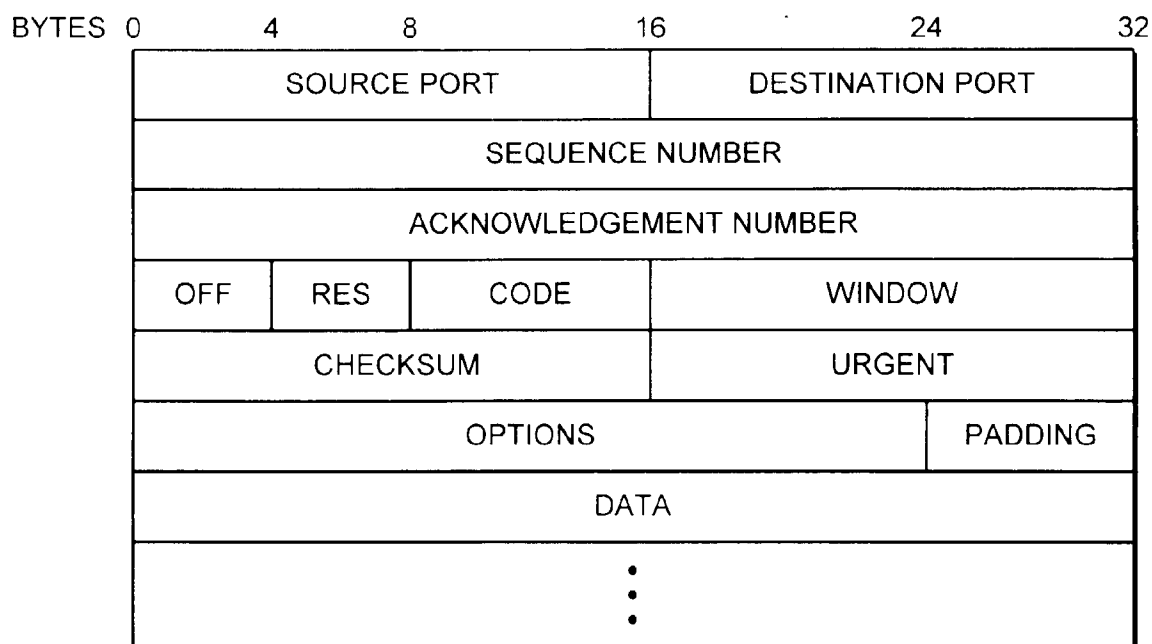 BYTES 0 4 8 16 24 32
SOURCE PORT DESTINATION PORT
SEQUENCE NUMBER
ACKNOWLEDGEMENT NUMBER
OFF RES CODE WINDOW
CHECKSUM URGENT
OPTIONS PADDING
DATA